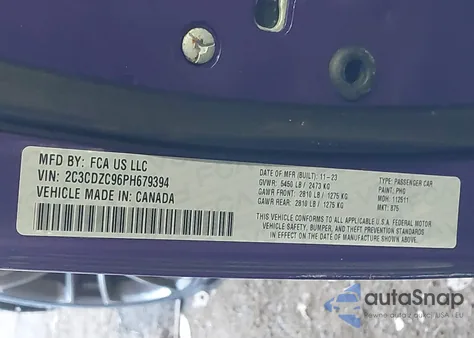 MFD BY: FCA US LLC
VIN: 2C3CDZC96PH679394
VEHICLE MADE IN: CANADA
DATE OF MFR (BUILT): 11-23
TYPE: PASSENGER CAR
GVWR: 5450 LB / 2473 KG
PAINT: PHG
GAWR FRONT: 2810 LB / 1275 KG
MDH: 112511
GAWR REAR: 2810 LB / 1275 KG
MKT: 875
THIS VEHICLE CONFORMS TO ALL APPLICABLE U.S.A. FEDERAL MOTOR
VEHICLE SAFETY, BUMPER, AND THEFT PREVENTION STANDARDS
IN EFFECT ON THE DATE OF MFR. SHOWN ABOVE.
autoSnap